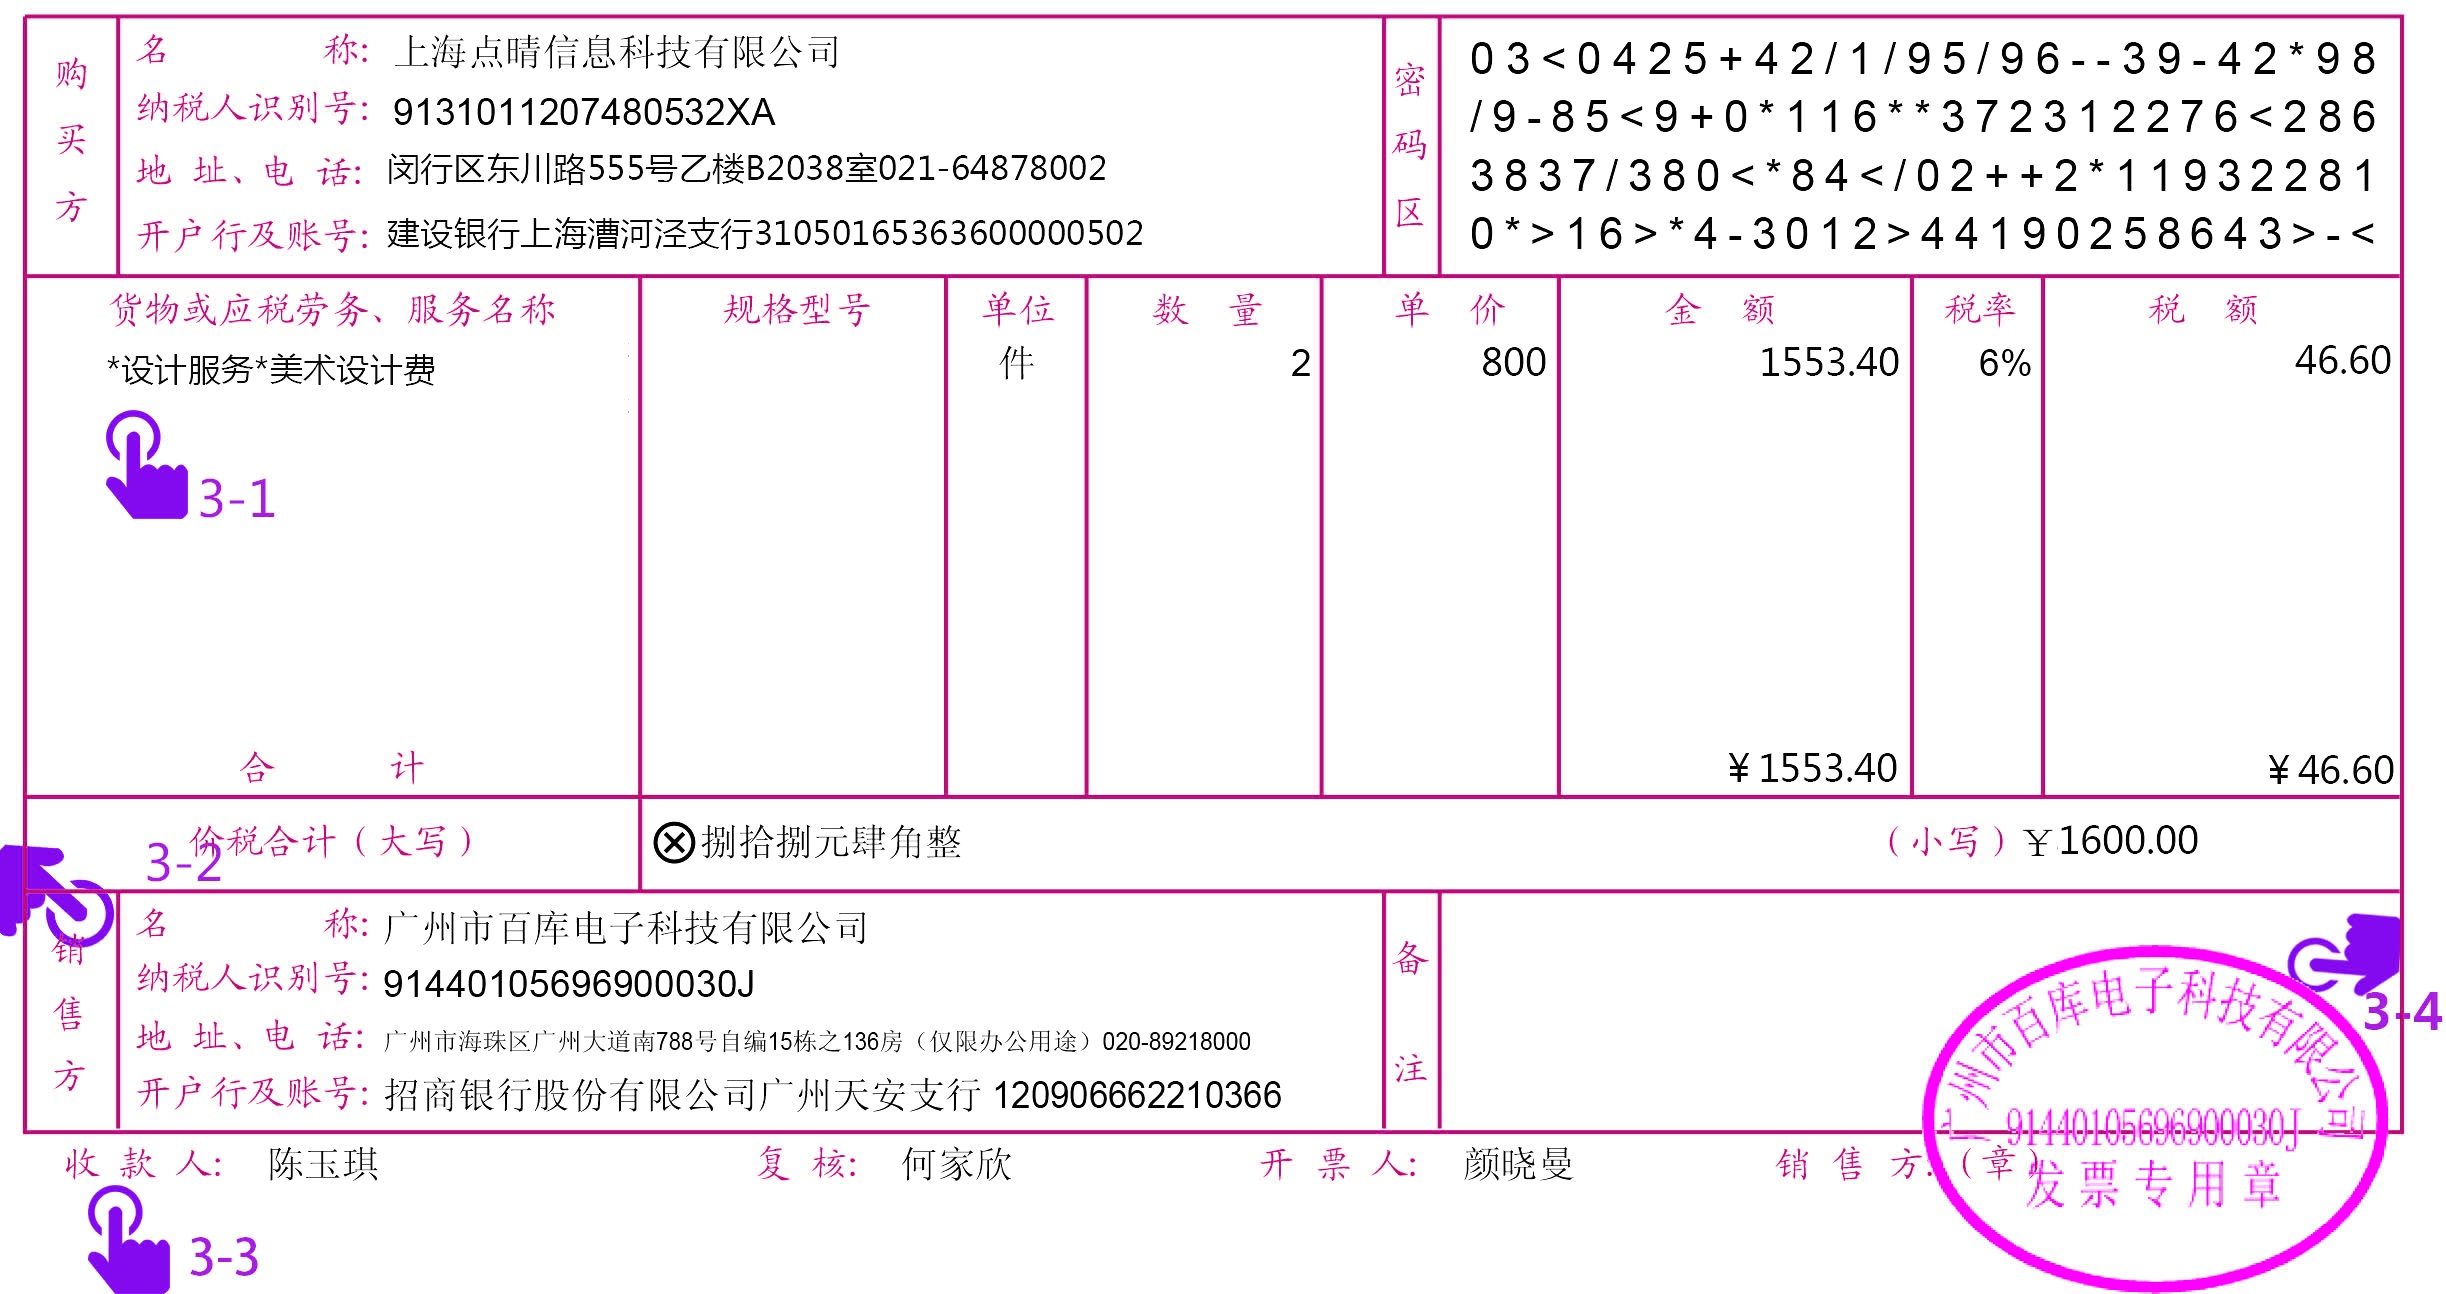 购买方
名称: 上海点晴信息科技有限公司
纳税人识别号: 9131011207480532XA
地址、电话: 闵行区东川路555号乙楼B2038室021-64878002
开户行及账号: 建设银行上海漕河泾支行31050165363600000502
密码区
03<0425+42/1/95/96--39-42*98
/9-85<9+0*116**372312276<286
3837/380<*84</02++2*11932281
0*>16>*4-3012>44190258643>-<
货物或应税劳务、服务名称 规格型号 单位 数量 单价 金额 税率 税额
*设计服务*美术设计费 件 2 800 1553.40 6% 46.60
3-1
合计 ¥1553.40 ¥46.60
价税合计（大写） ⊗捌拾捌元肆角整 （小写）￥1600.00
3-2
销售方
名称: 广州市百库电子科技有限公司
纳税人识别号: 91440105696900030J
地址、电话: 广州市海珠区广州大道南788号自编15栋之136房（仅限办公用途）020-89218000
开户行及账号: 招商银行股份有限公司广州天安支行 120906662210366
备注
3-4
广州市百库电子科技有限公司
91440105696900030J
发票专用章
收款人: 陈玉琪 复核: 何家欣 开票人: 颜晓曼 销售方:（章）
3-3